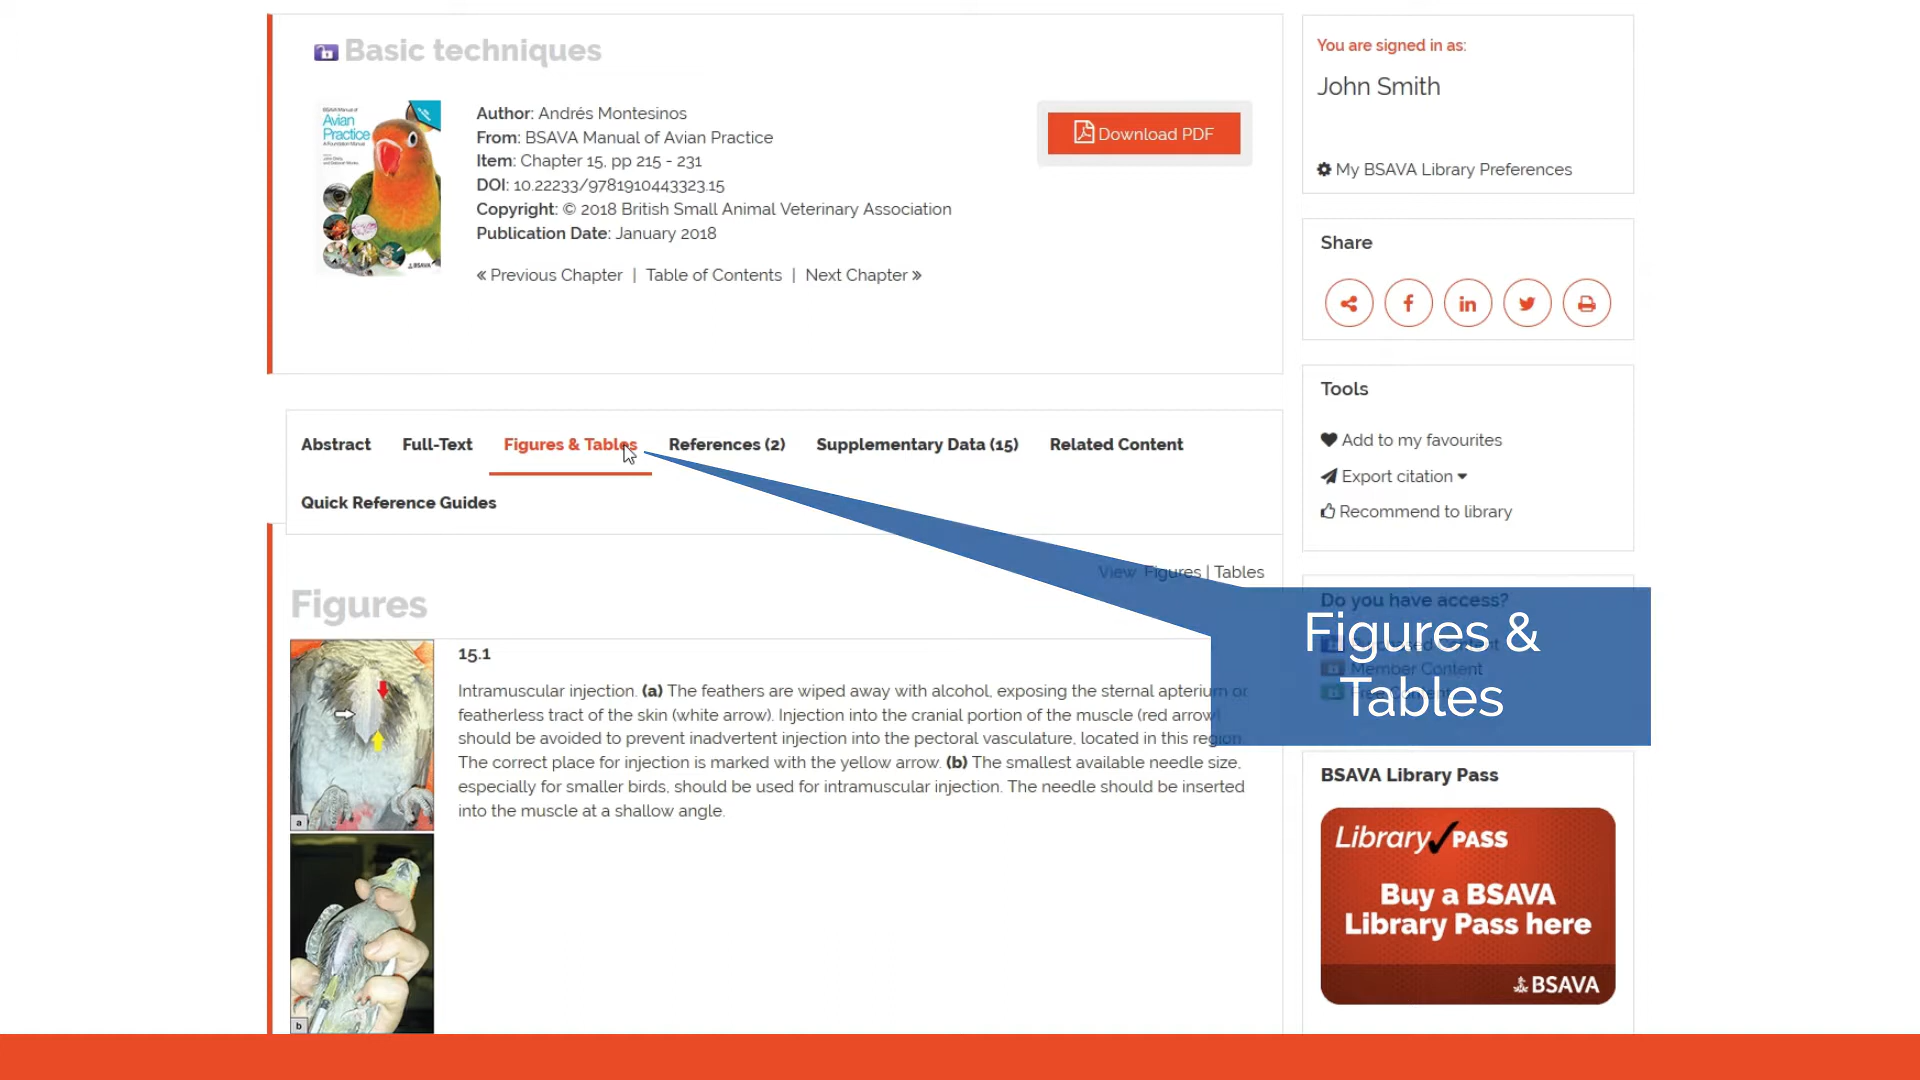 Basic techniques
BSAVA Manual of
Avian
Practice
A Foundation Manual
BSAVA
Author: Andrés Montesinos
From: BSAVA Manual of Avian Practice
Item: Chapter 15, pp 215 - 231
DOI: 10.22233/9781910443323.15
Copyright: © 2018 British Small Animal Veterinary Association
Publication Date: January 2018
« Previous Chapter | Table of Contents | Next Chapter »
Download PDF
You are signed in as:
John Smith
My BSAVA Library Preferences
Share
Tools
Add to my favourites
Export citation
Recommend to library
Abstract Full-Text Figures & Tables References (2) Supplementary Data (15) Related Content
Quick Reference Guides
View Figures | Tables
Figures
15.1
Intramuscular injection. (a) The feathers are wiped away with alcohol, exposing the sternal apterium or
featherless tract of the skin (white arrow). Injection into the cranial portion of the muscle (red arrow)
should be avoided to prevent inadvertent injection into the pectoral vasculature, located in this region.
The correct place for injection is marked with the yellow arrow. (b) The smallest available needle size,
especially for smaller birds, should be used for intramuscular injection. The needle should be inserted
into the muscle at a shallow angle.
a
b
Do you have access?
Member Content
Figures &
Tables
BSAVA Library Pass
Library PASS
Buy a BSAVA
Library Pass here
BSAVA